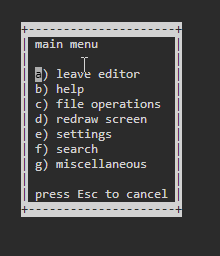 main menu
a) leave editor
b) help
c) file operations
d) redraw screen
e) settings
f) search
g) miscellaneous
press Esc to cancel